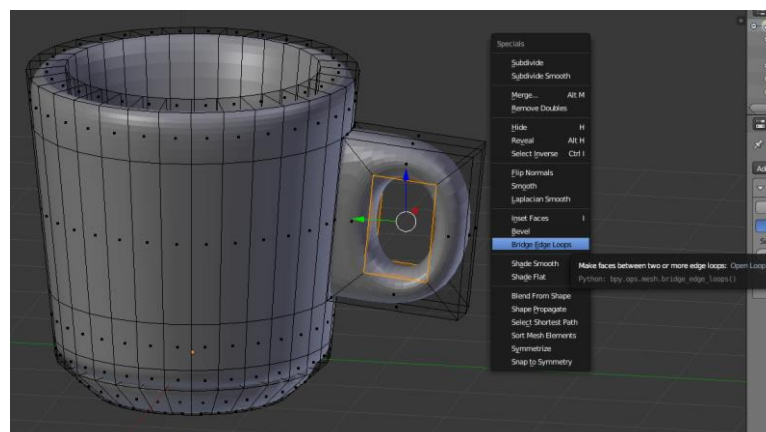 Specials
Subdivide
Subdivide Smooth
Merge... Alt M
Remove Doubles
Hide H
Reveal Alt H
Select Inverse Ctrl I
Flip Normals
Smooth
Laplacian Smooth
Inset Faces I
Bevel
Bridge Edge Loops
Shade Smooth
Shade Flat
Make faces between two or more edge loops: Open Loop
Python: bpy.ops.mesh.bridge_edge_loops()
Blend From Shape
Shape Propagate
Select Shortest Path
Sort Mesh Elements
Symmetrize
Snap to Symmetry
Ad